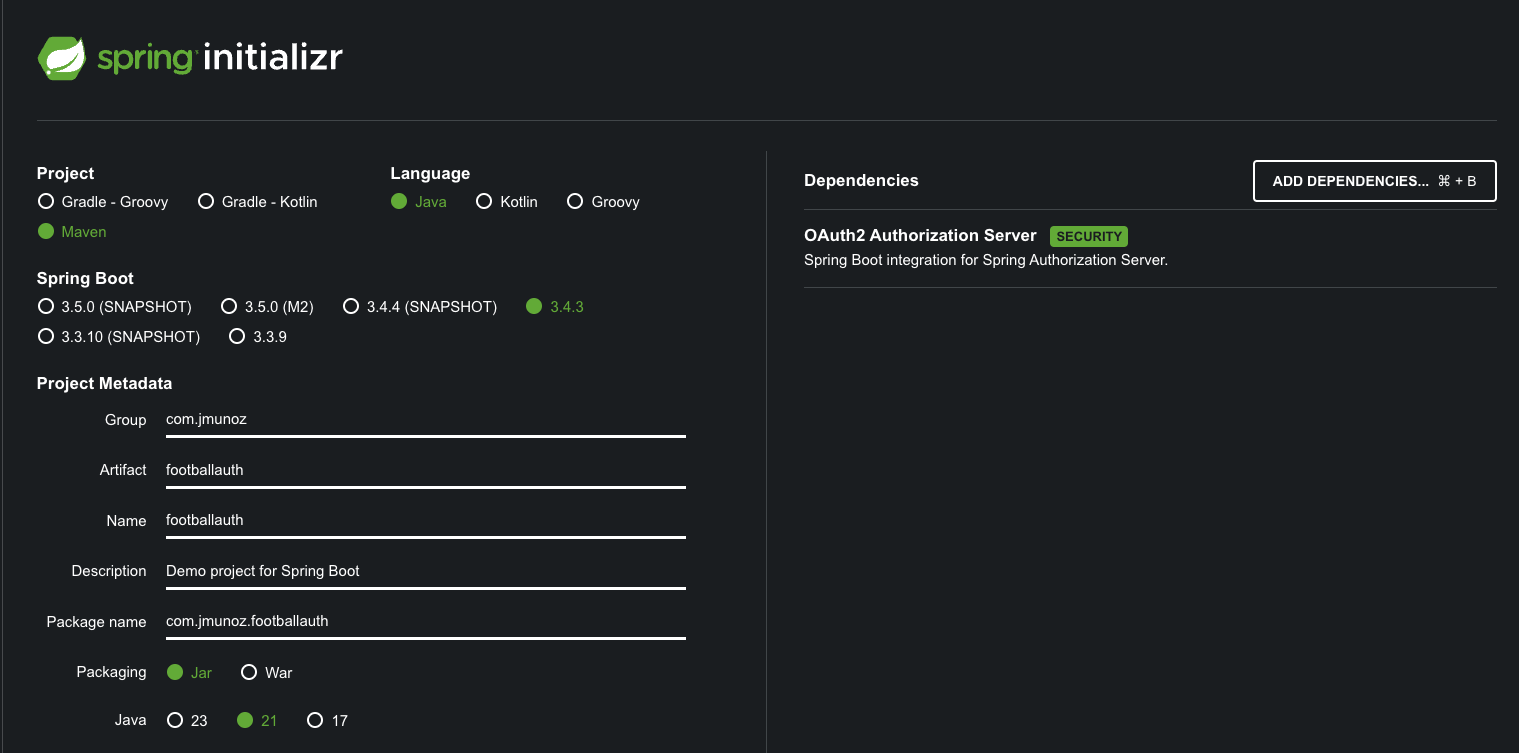 spring initializr
Project
Gradle - Groovy Gradle - Kotlin
Maven
Language
Java Kotlin Groovy
Spring Boot
3.5.0 (SNAPSHOT) 3.5.0 (M2) 3.4.4 (SNAPSHOT) 3.4.3
3.3.10 (SNAPSHOT) 3.3.9
Project Metadata
Group com.jmunoz
Artifact footballauth
Name footballauth
Description Demo project for Spring Boot
Package name com.jmunoz.footballauth
Packaging Jar War
Java 23 21 17
Dependencies
ADD DEPENDENCIES... ⌘ + B
OAuth2 Authorization Server SECURITY
Spring Boot integration for Spring Authorization Server.